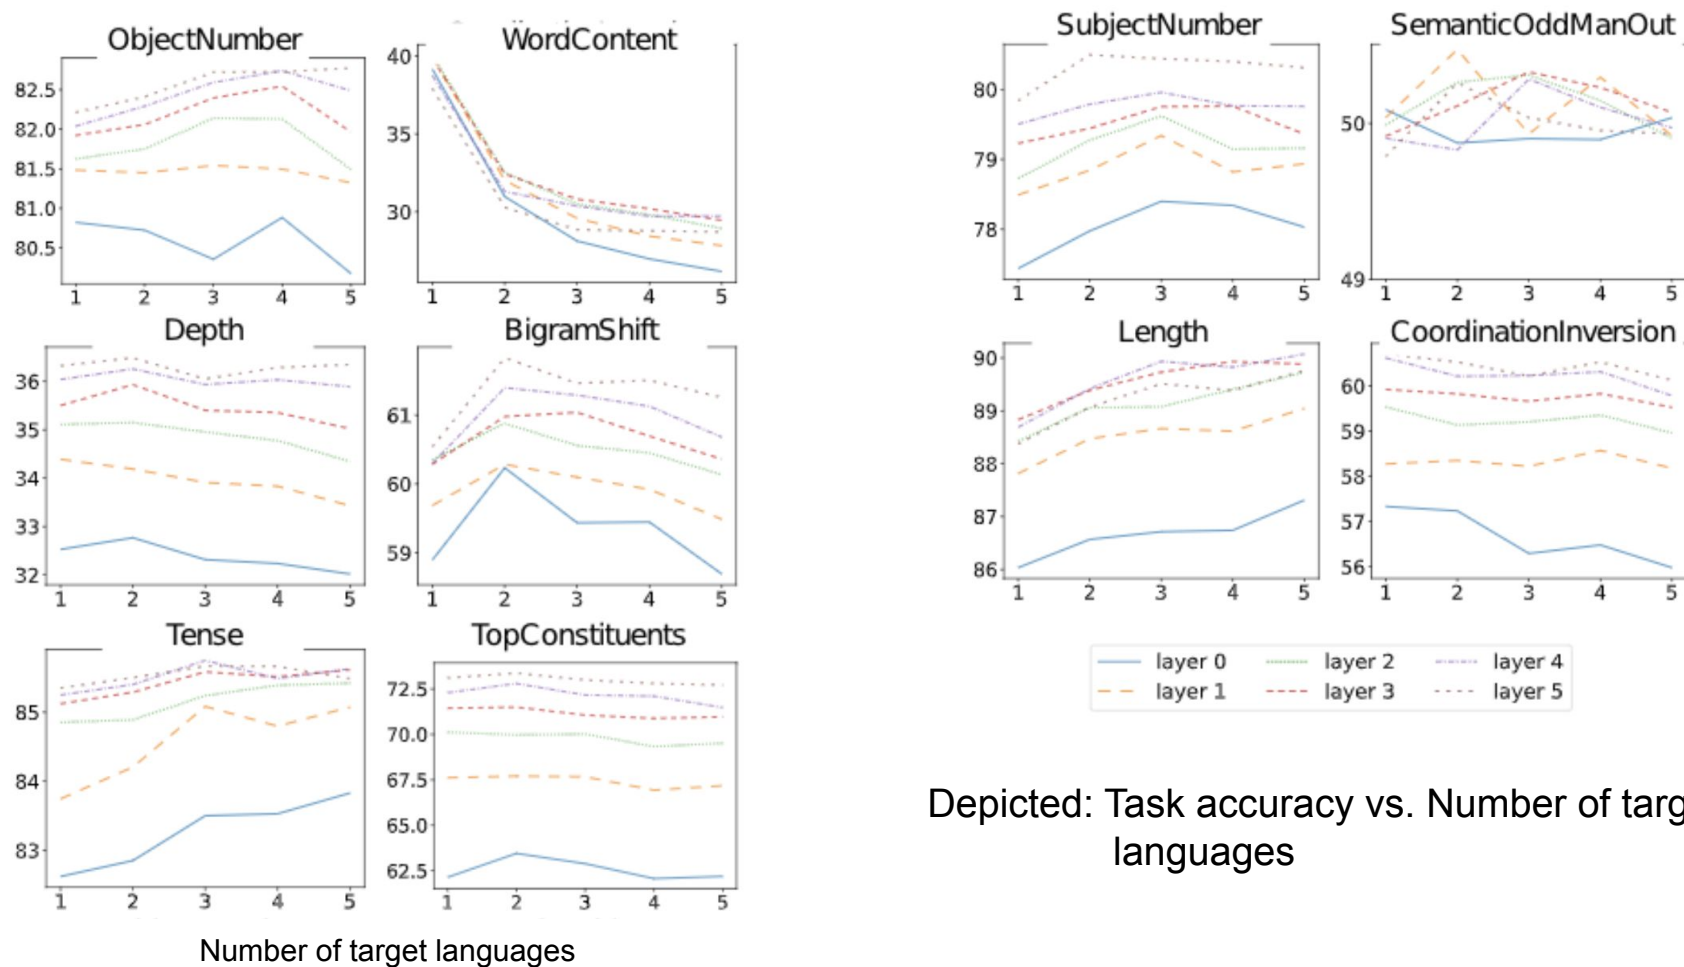 ObjectNumber
WordContent
SubjectNumber
SemanticOddManOut
82.5
82.0
81.5
81.0
80.5
1 2 3 4 5
40
35
30
1 2 3 4 5
80
79
78
1 2 3 4 5
50
49
1 2 3 4 5
Depth
BigramShift
Length
CoordinationInversion
36
35
34
33
32
1 2 3 4 5
61
60
59
1 2 3 4 5
90
89
88
87
86
1 2 3 4 5
60
59
58
57
56
1 2 3 4 5
Tense
TopConstituents
85
84
83
1 2 3 4 5
72.5
70.0
67.5
65.0
62.5
1 2 3 4 5
layer 0 layer 2 layer 4
layer 1 layer 3 layer 5
Depicted: Task accuracy vs. Number of targ
languages
Number of target languages